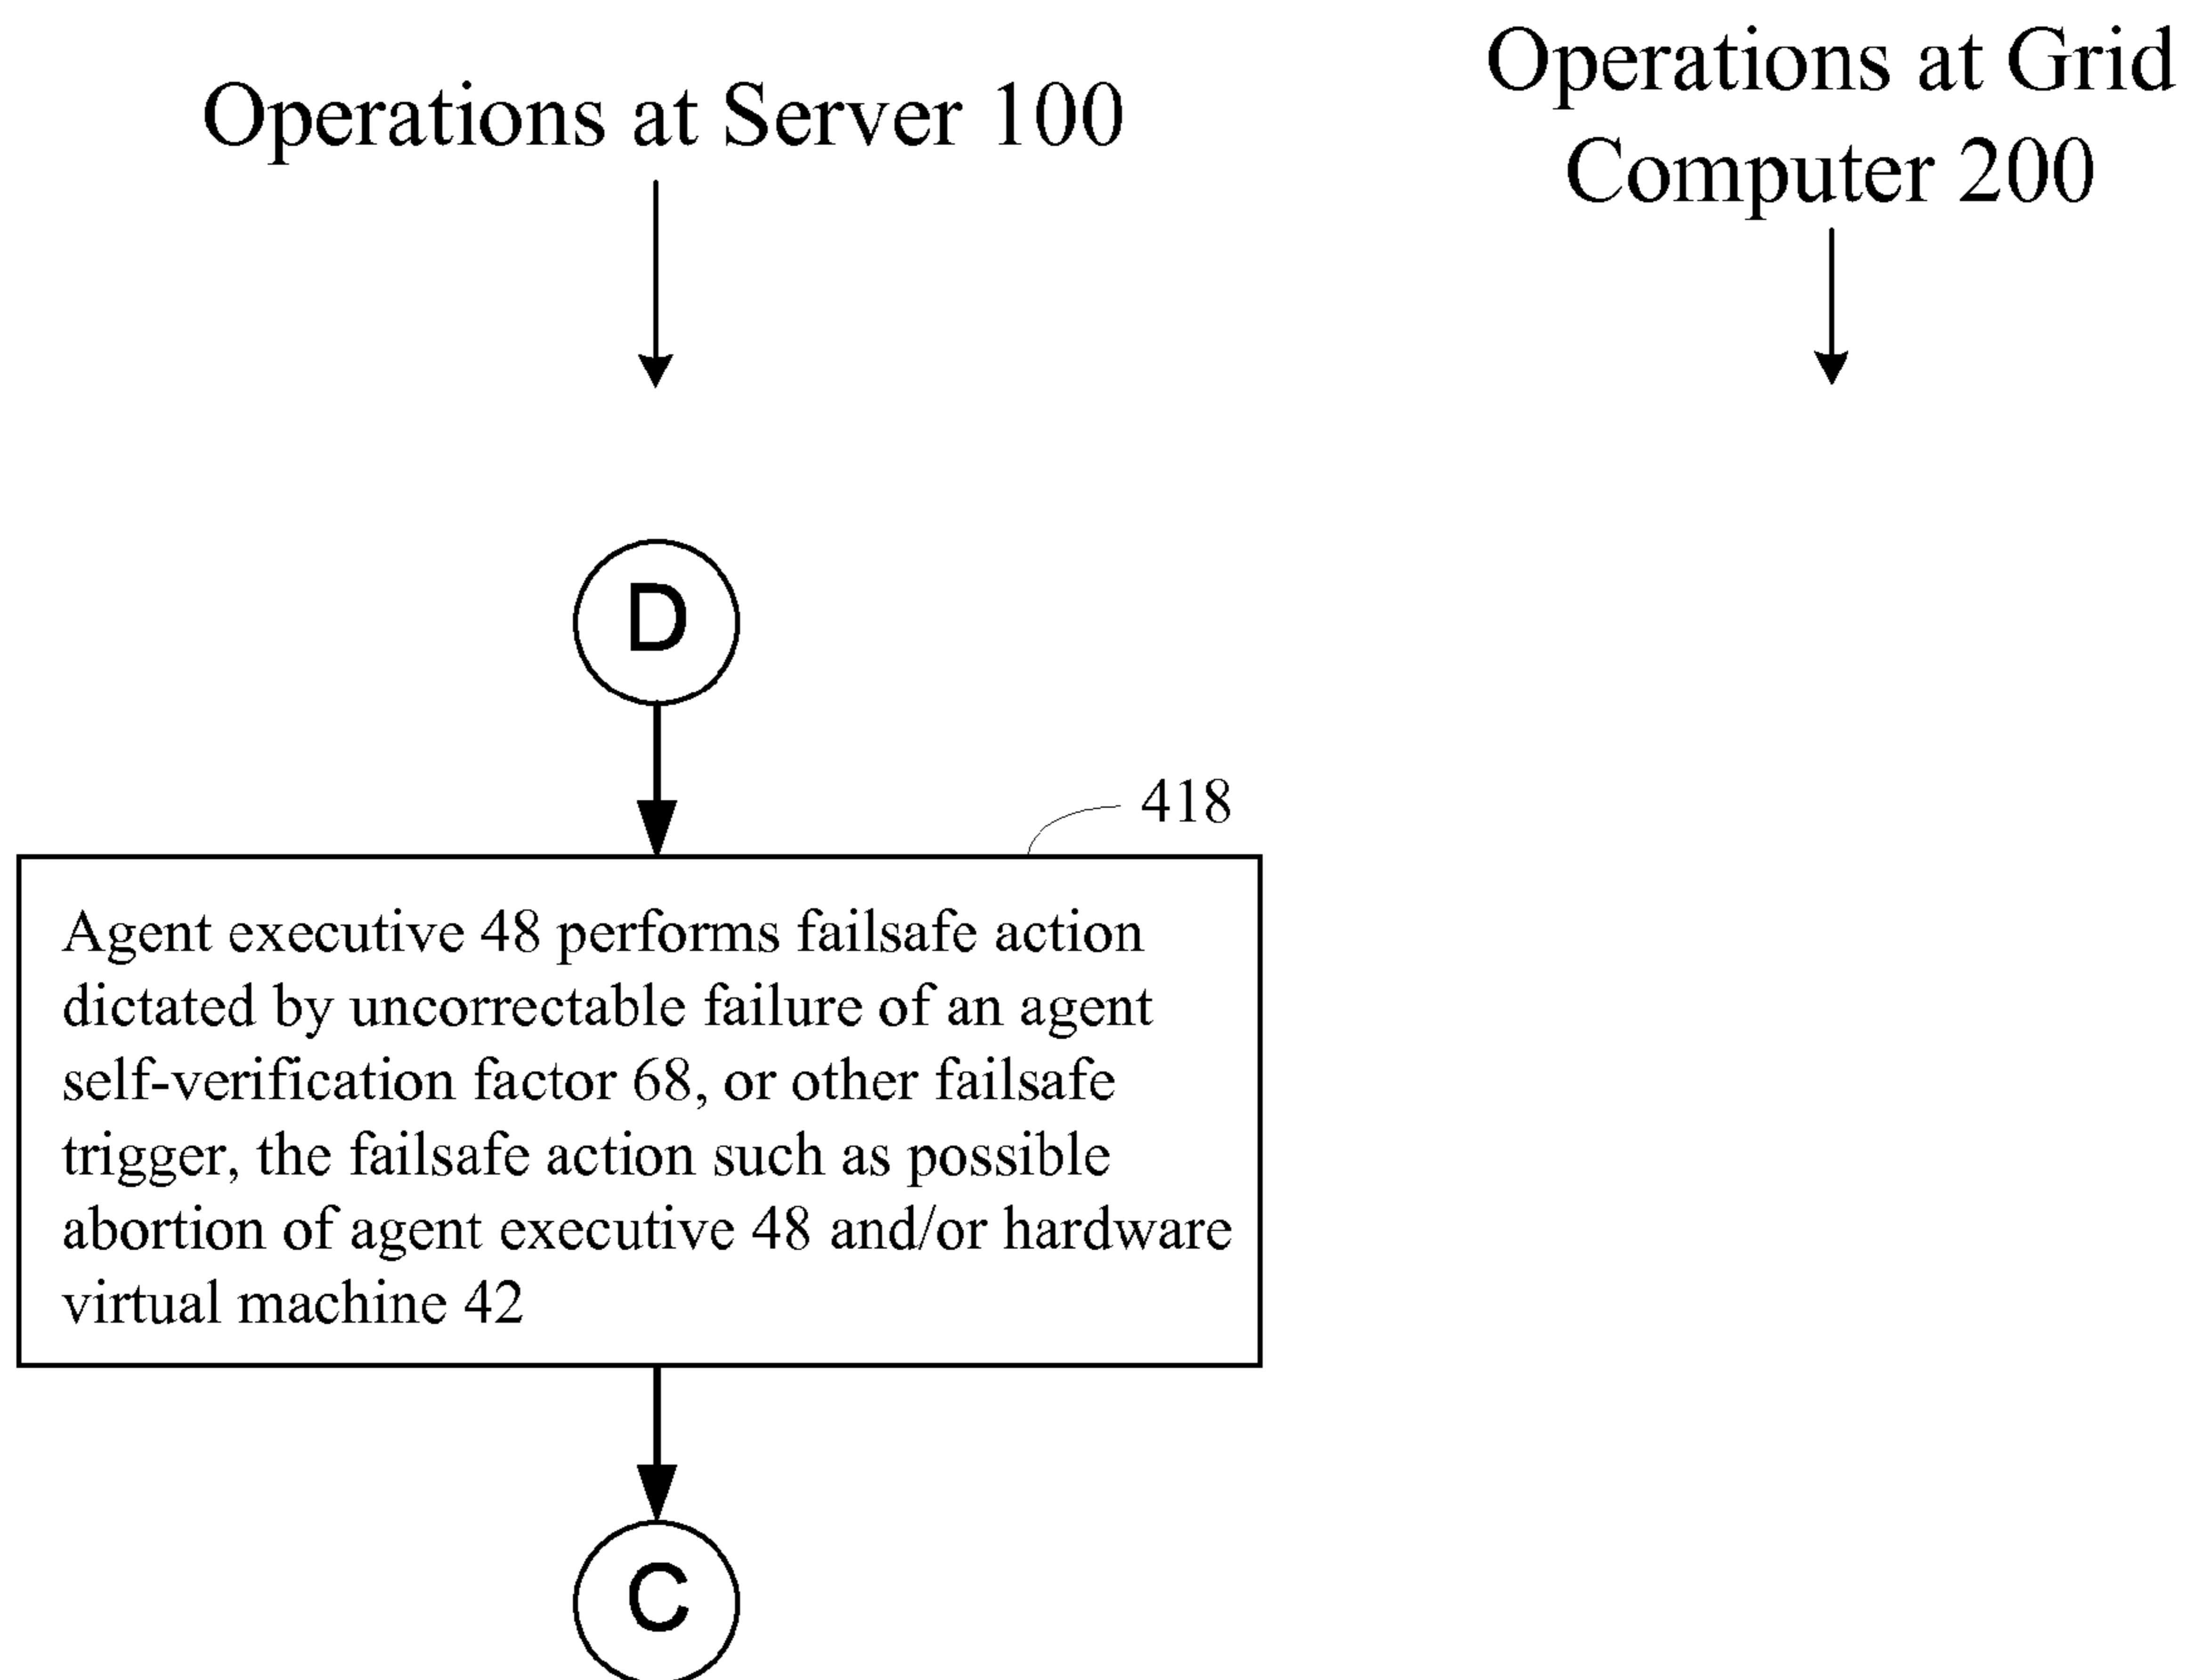 Operations at Server 100
Operations at Grid
Computer 200
D
418
Agent executive 48 performs failsafe action
dictated by uncorrectable failure of an agent
self-verification factor 68, or other failsafe
trigger, the failsafe action such as possible
abortion of agent executive 48 and/or hardware
virtual machine 42
C